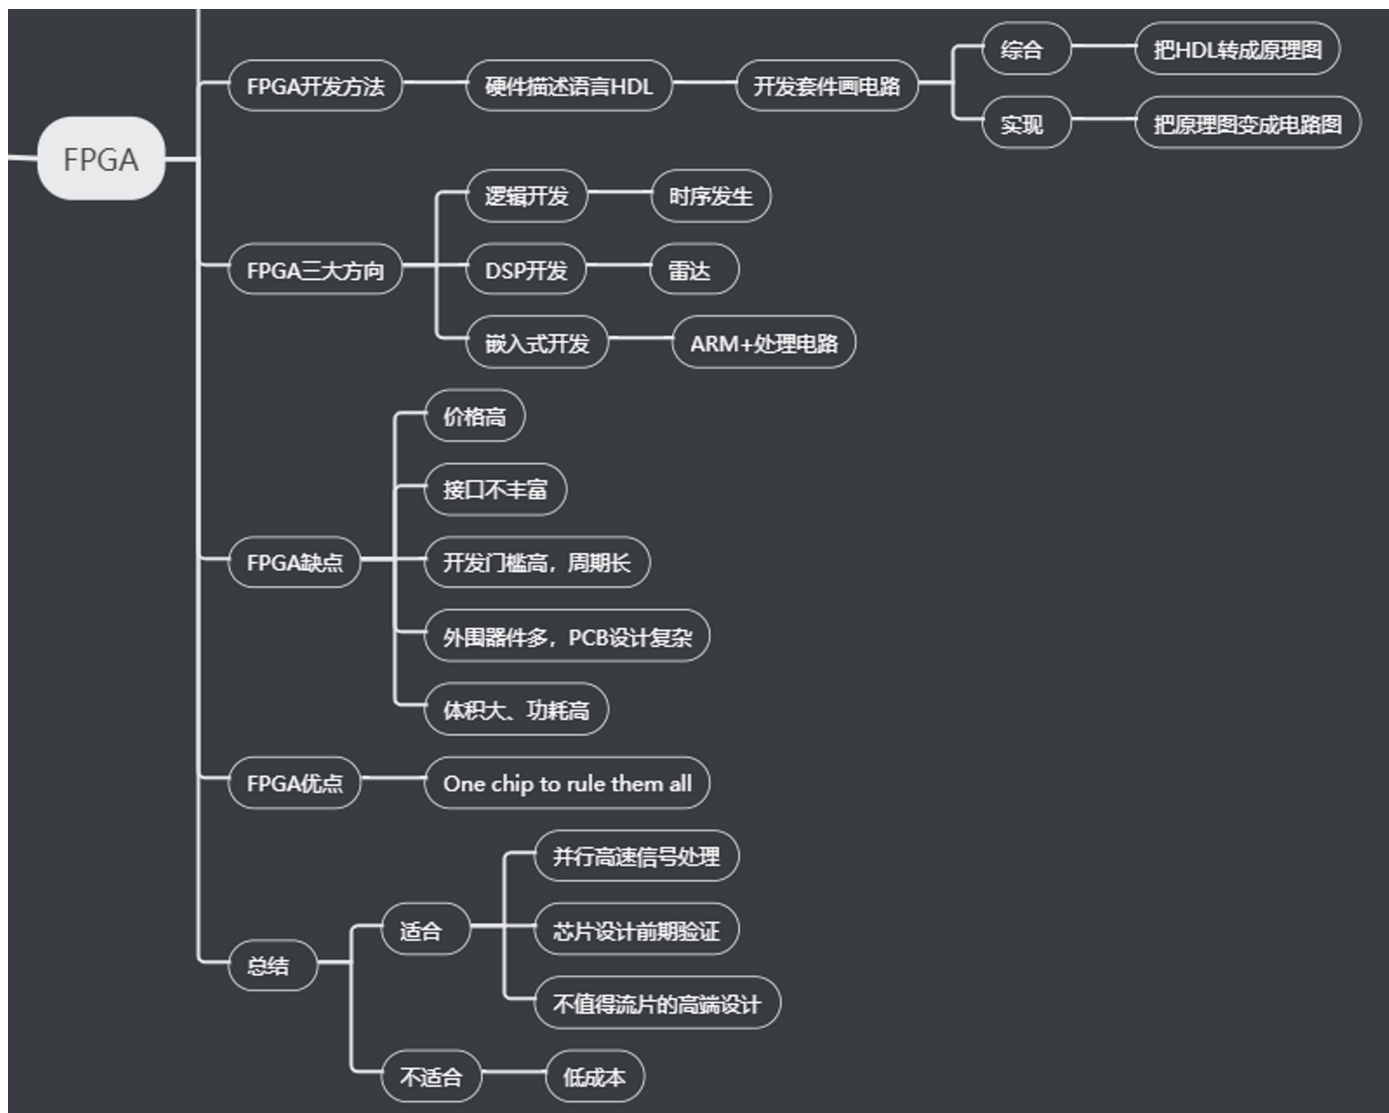 FPGA
FPGA开发方法
硬件描述语言HDL
开发套件画电路
综合
把HDL转成原理图
实现
把原理图变成电路图
FPGA三大方向
逻辑开发
时序发生
DSP开发
雷达
嵌入式开发
ARM+处理电路
FPGA缺点
价格高
接口不丰富
开发门槛高，周期长
外围器件多，PCB设计复杂
体积大、功耗高
FPGA优点
One chip to rule them all
总结
适合
并行高速信号处理
芯片设计前期验证
不值得流片的高端设计
不适合
低成本